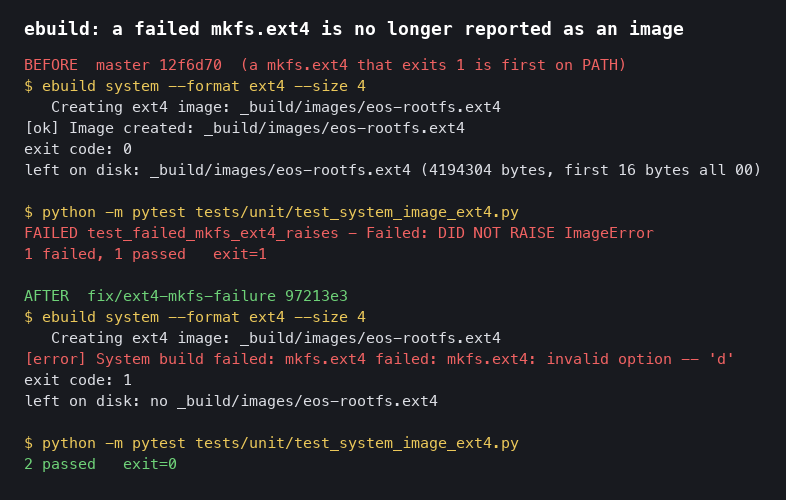 ebuild: a failed mkfs.ext4 is no longer reported as an image
BEFORE  master 12f6d70  (a mkfs.ext4 that exits 1 is first on PATH)
$ ebuild system --format ext4 --size 4
   Creating ext4 image: _build/images/eos-rootfs.ext4
[ok] Image created: _build/images/eos-rootfs.ext4
exit code: 0
left on disk: _build/images/eos-rootfs.ext4 (4194304 bytes, first 16 bytes all 00)
$ python -m pytest tests/unit/test_system_image_ext4.py
FAILED test_failed_mkfs_ext4_raises - Failed: DID NOT RAISE ImageError
1 failed, 1 passed   exit=1
AFTER  fix/ext4-mkfs-failure 97213e3
$ ebuild system --format ext4 --size 4
   Creating ext4 image: _build/images/eos-rootfs.ext4
[error] System build failed: mkfs.ext4 failed: mkfs.ext4: invalid option -- 'd'
exit code: 1
left on disk: no _build/images/eos-rootfs.ext4
$ python -m pytest tests/unit/test_system_image_ext4.py
2 passed   exit=0